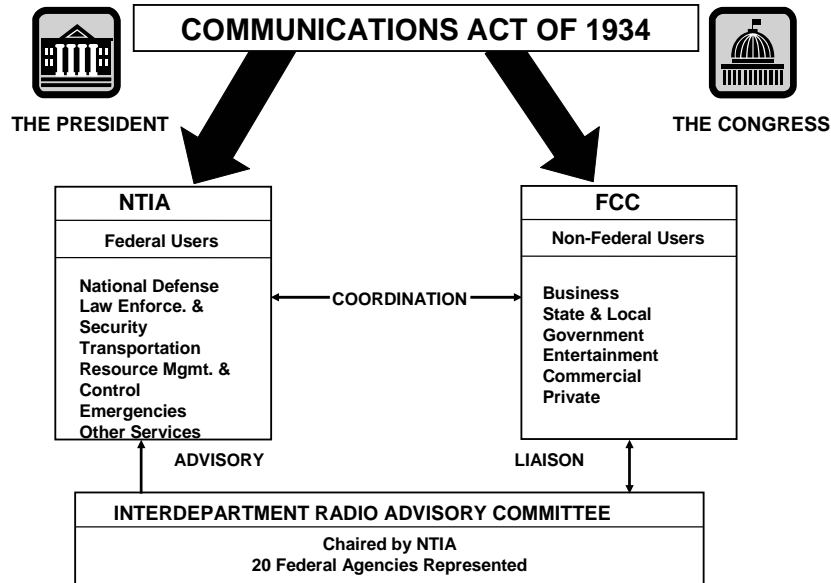 COMMUNICATIONS ACT OF 1934
THE PRESIDENT
THE CONGRESS
NTIA
Federal Users
National Defense
Law Enforce. &
Security
Transportation
Resource Mgmt. &
Control
Emergencies
Other Services
COORDINATION
FCC
Non-Federal Users
Business
State & Local
Government
Entertainment
Commercial
Private
ADVISORY
LIAISON
INTERDEPARTMENT RADIO ADVISORY COMMITTEE
Chaired by NTIA
20 Federal Agencies Represented